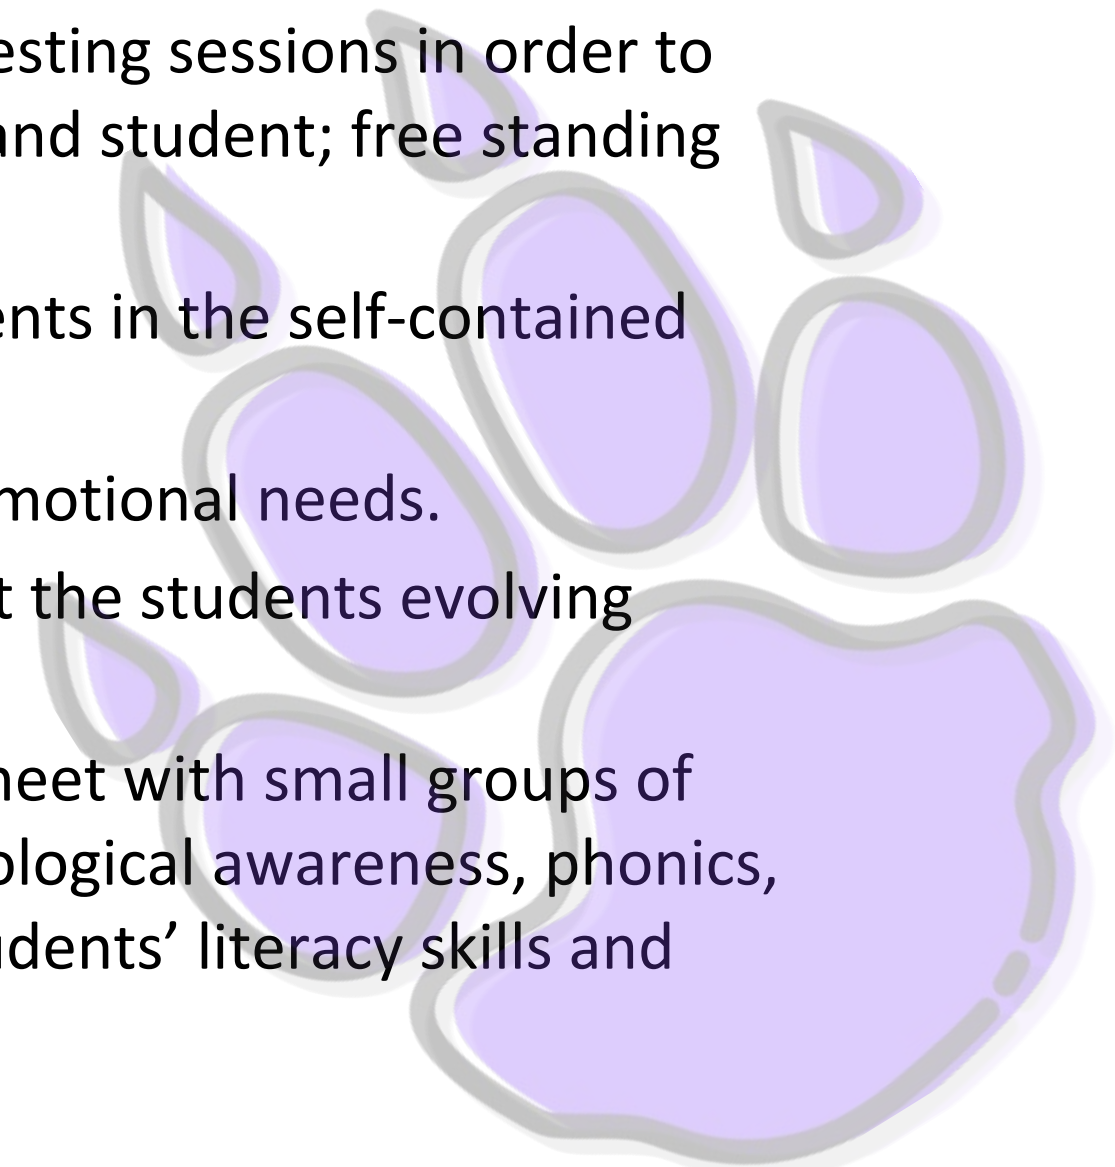 esting sessions in order to
and student; free standing
ents in the self-contained
motional needs.
t the students evolving
neet with small groups of
ological awareness, phonics,
udents’ literacy skills and